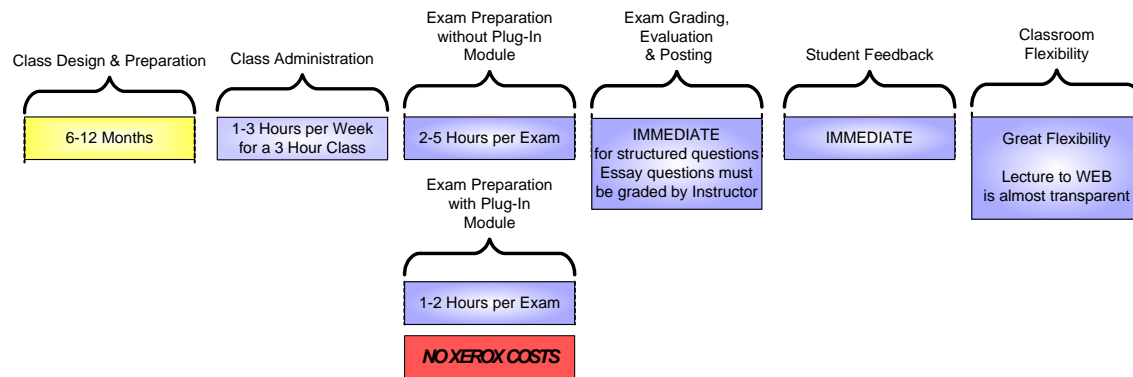 Class Design & Preparation
6-12 Months
Class Administration
1-3 Hours per Week
for a 3 Hour Class
Exam Preparation
without Plug-In
Module
2-5 Hours per Exam
Exam Preparation
with Plug-In
Module
1-2 Hours per Exam
NO XEROX COSTS
Exam Grading,
Evaluation
& Posting
IMMEDIATE
for structured questions
Essay questions must
be graded by Instructor
Student Feedback
IMMEDIATE
Classroom
Flexibility
Great Flexibility
Lecture to WEB
is almost transparent